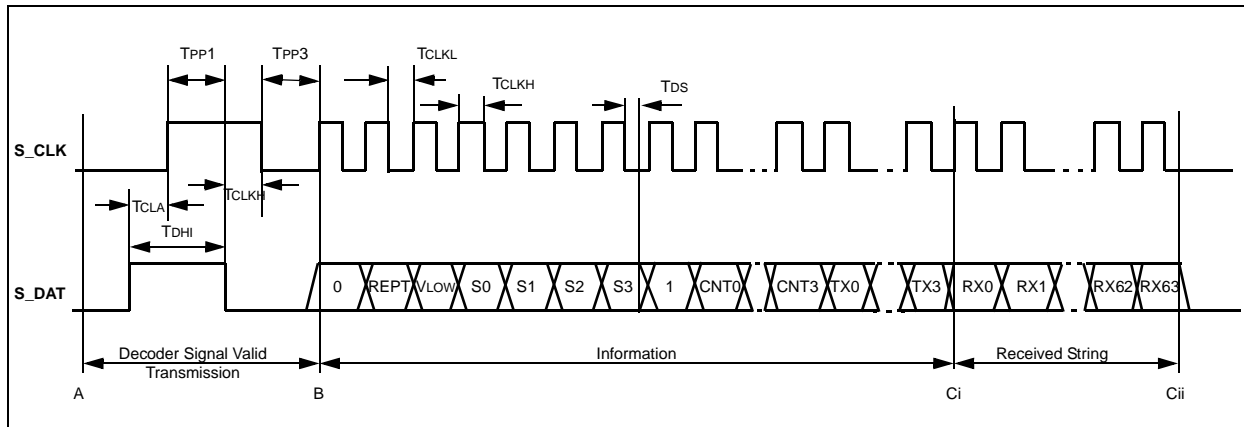 TPP1 TPP3 TCLKL
TCLKH TDS
S_CLK
TCLKH
TCLA
TDHI
S_DAT 0 REPT VLOW S0 S1 S2 S3 1 CNT0 CNT3 TX0 TX3 RX0 RX1 RX62 RX63
Decoder Signal Valid Information Received String
Transmission
A B Ci Cii